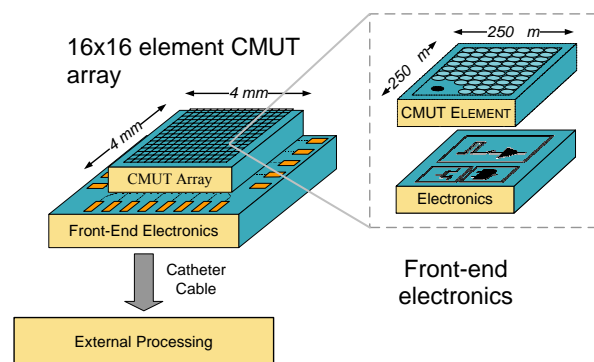 16x16 element CMUT
array
4 mm
4 mm
CMUT Array
Front-End Electronics
Catheter
Cable
External Processing
250 m
250 m
CMUT ELEMENT
Electronics
Front-end
electronics